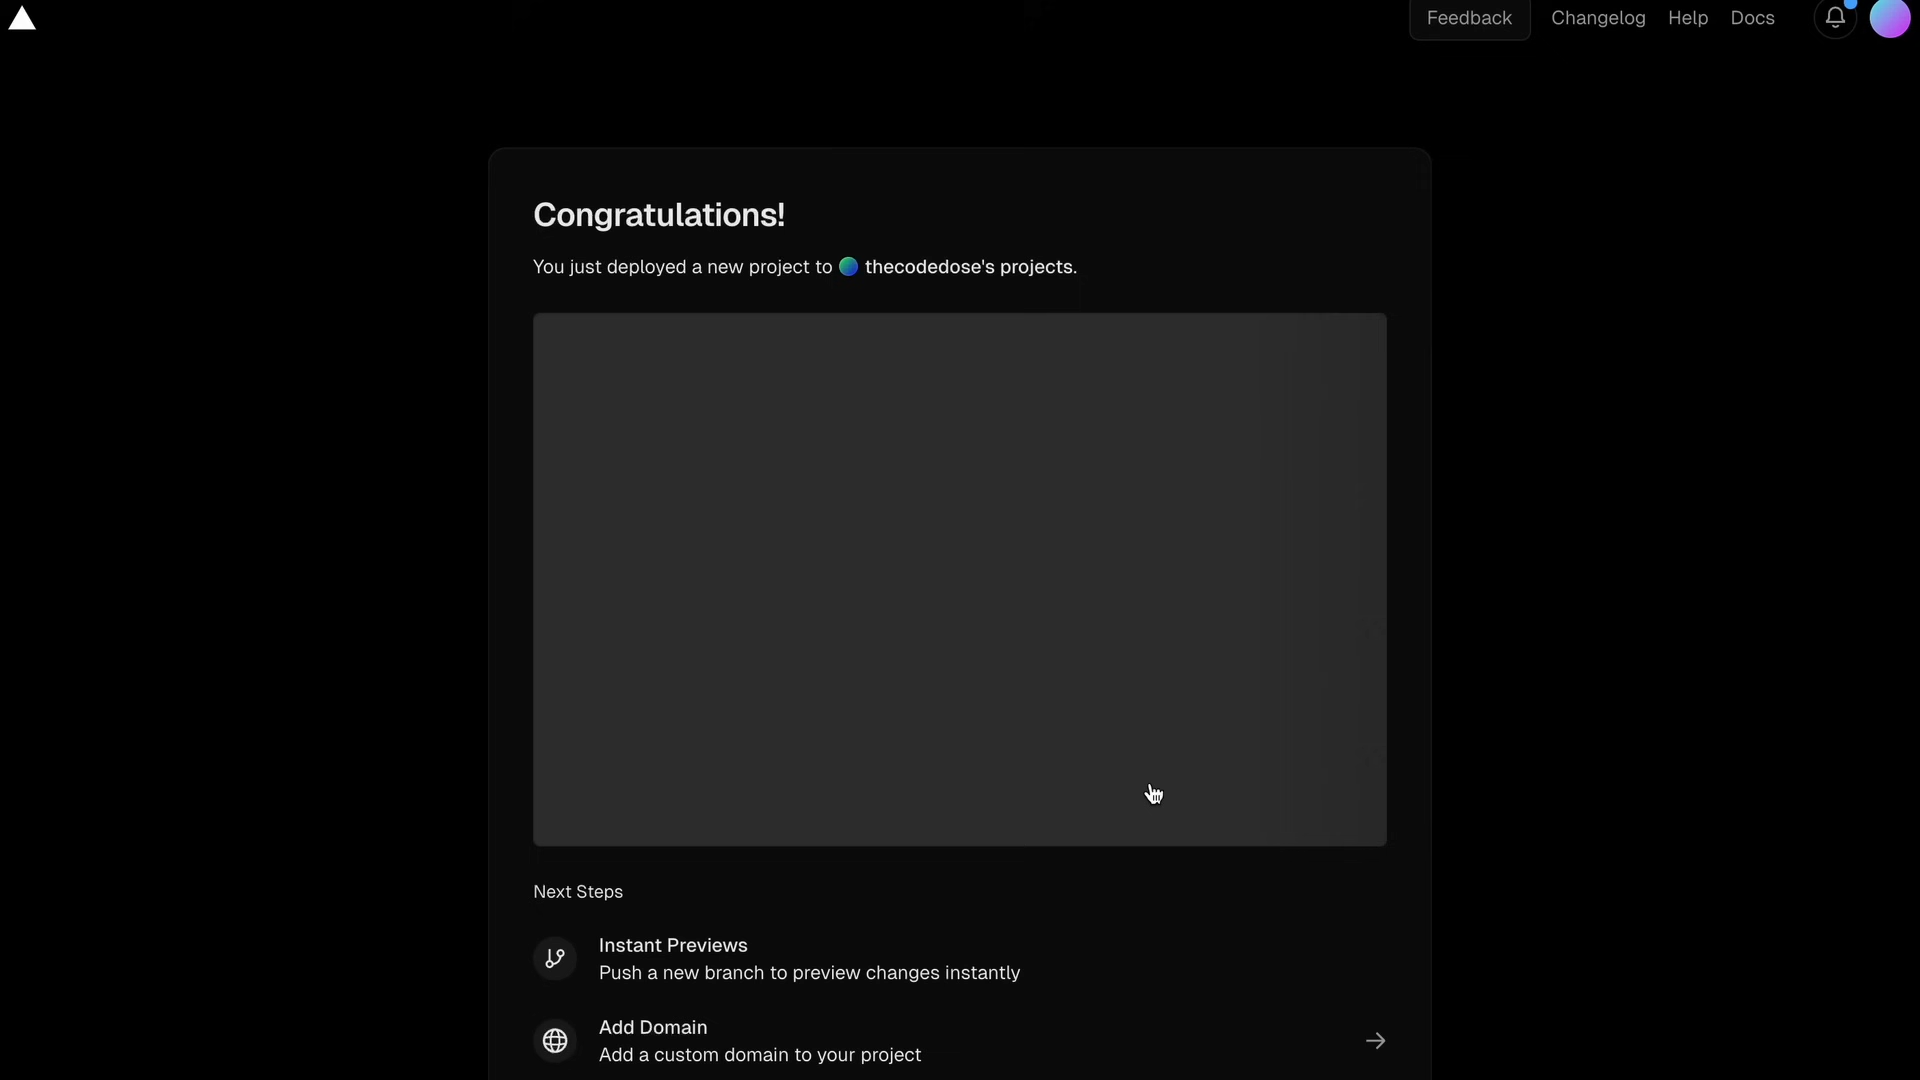 Feedback Changelog Help Docs
Congratulations!
You just deployed a new project to thecodedose's projects.
Next Steps
Instant Previews
Push a new branch to preview changes instantly
Add Domain
Add a custom domain to your project